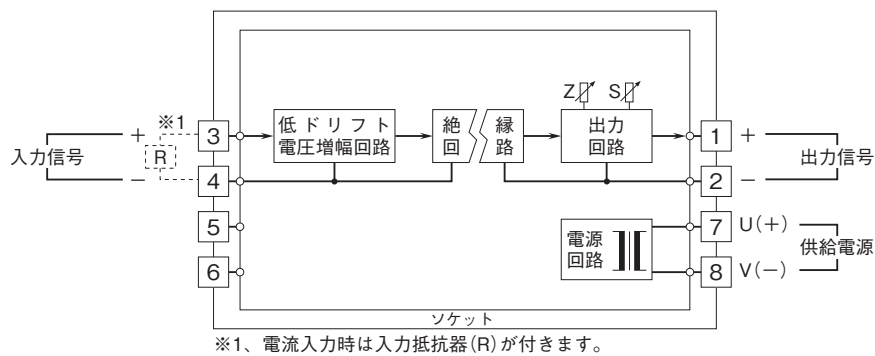 入力信号
+
−
※1
R
3
4
5
6
低ドリフト
電圧増幅回路
絶 縁
回 路
Z S
出力
回路
電源
回路
1
2
7
8
+
−
出力信号
U(+)
V(−)
供給電源
ソケット
※1、電流入力時は入力抵抗器(R)が付きます。